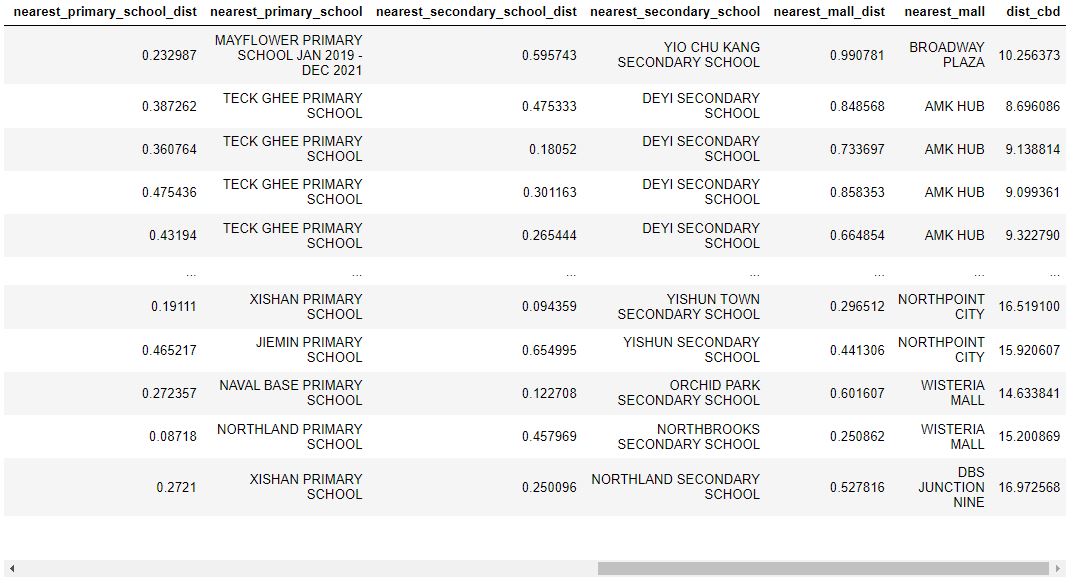 nearest_primary_school_dist nearest_primary_school nearest_secondary_school_dist nearest_secondary_school nearest_mall_dist nearest_mall dist_cbd
0.232987 MAYFLOWER PRIMARY SCHOOL JAN 2019 - DEC 2021 0.595743 YIO CHU KANG SECONDARY SCHOOL 0.990781 BROADWAY PLAZA 10.256373
0.387262 TECK GHEE PRIMARY SCHOOL 0.475333 DEYI SECONDARY SCHOOL 0.848568 AMK HUB 8.696086
0.360764 TECK GHEE PRIMARY SCHOOL 0.18052 DEYI SECONDARY SCHOOL 0.733697 AMK HUB 9.138814
0.475436 TECK GHEE PRIMARY SCHOOL 0.301163 DEYI SECONDARY SCHOOL 0.858353 AMK HUB 9.099361
0.43194 TECK GHEE PRIMARY SCHOOL 0.265444 DEYI SECONDARY SCHOOL 0.664854 AMK HUB 9.322790
... ... ... ... ... ... ...
0.19111 XISHAN PRIMARY SCHOOL 0.094359 YISHUN TOWN SECONDARY SCHOOL 0.296512 NORTHPOINT CITY 16.519100
0.465217 JIEMIN PRIMARY SCHOOL 0.654995 YISHUN SECONDARY SCHOOL 0.441306 NORTHPOINT CITY 15.920607
0.272357 NAVAL BASE PRIMARY SCHOOL 0.122708 ORCHID PARK SECONDARY SCHOOL 0.601607 WISTERIA MALL 14.633841
0.08718 NORTHLAND PRIMARY SCHOOL 0.457969 NORTHBROOKS SECONDARY SCHOOL 0.250862 WISTERIA MALL 15.200869
0.2721 XISHAN PRIMARY SCHOOL 0.250096 NORTHLAND SECONDARY SCHOOL 0.527816 DBS JUNCTION NINE 16.972568